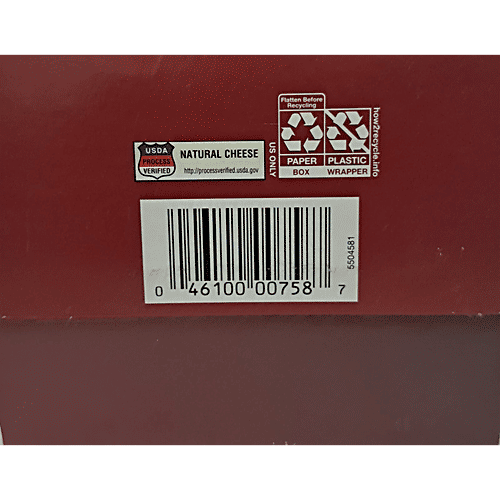 Flatten Before
Recycling
PAPER
PLASTIC
BOX
WRAPPER
US ONLY
how2recycle.info
USDA
PROCESS
VERIFIED
NATURAL CHEESE
http://processverified.usda.gov
0 46100 00758 7
5504581